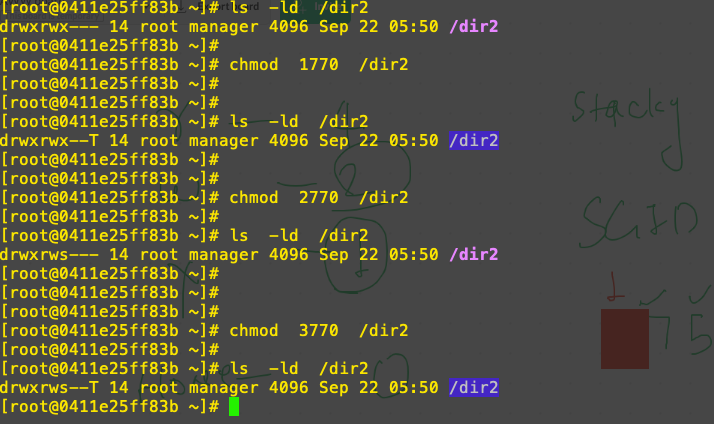 [root@0411e25ff83b ~]# ls -ld /dir2
drwxrwx--- 14 root manager 4096 Sep 22 05:50 /dir2
[root@0411e25ff83b ~]#
[root@0411e25ff83b ~]# chmod 1770 /dir2
[root@0411e25ff83b ~]#
[root@0411e25ff83b ~]#
[root@0411e25ff83b ~]# ls -ld /dir2
drwxrwx--T 14 root manager 4096 Sep 22 05:50 /dir2
[root@0411e25ff83b ~]#
[root@0411e25ff83b ~]#
[root@0411e25ff83b ~]# chmod 2770 /dir2
[root@0411e25ff83b ~]#
[root@0411e25ff83b ~]# ls -ld /dir2
drwxrws--- 14 root manager 4096 Sep 22 05:50 /dir2
[root@0411e25ff83b ~]#
[root@0411e25ff83b ~]#
[root@0411e25ff83b ~]#
[root@0411e25ff83b ~]# chmod 3770 /dir2
[root@0411e25ff83b ~]#
[root@0411e25ff83b ~]# ls -ld /dir2
drwxrws--T 14 root manager 4096 Sep 22 05:50 /dir2
[root@0411e25ff83b ~]#
Stacky
SGID
7 5